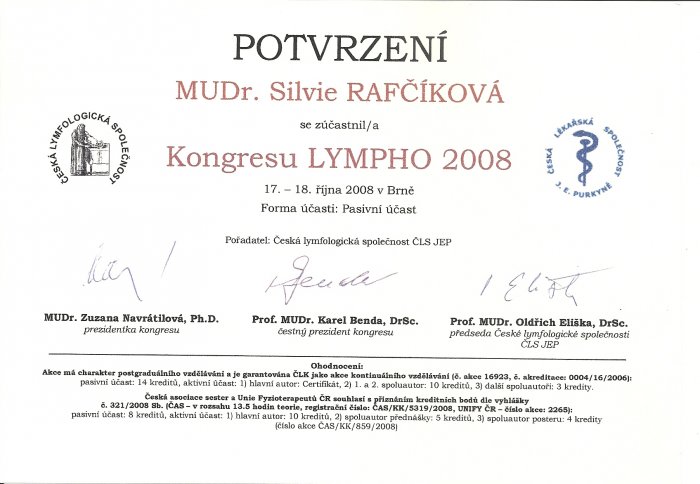 POTVRZENÍ
MUDr. Silvie RAFČÍKOVÁ
se zúčastnil/a
Kongresu LYMPHO 2008
17. – 18. října 2008 v Brně
Forma účasti: Pasivní účast
ČESKÁ LYMFOLOGICKÁ SPOLEČNOST
ČESKÁ LÉKAŘSKÁ SPOLEČNOST
J. E. PURKYNĚ
Pořadatel: Česká lymfologická společnost ČLS JEP
MUDr. Zuzana Navrátilová, Ph.D.
prezidentka kongresu
Prof. MUDr. Karel Benda, DrSc.
čestný prezident kongresu
Prof. MUDr. Oldřich Eliška, DrSc.
předseda České lymfologické společnosti
ČLS JEP
Ohodnocení:
Akce má charakter postgraduálního vzdělávání a je garantována ČLK jako akce kontinuálního vzdělávání (č. akce 16923, č. akreditace: 0004/16/2006):
pasivní účast: 14 kreditů, aktivní účast: 1) hlavní autor: Certifikát, 2) 1. a 2. spoluautor: 10 kreditů, 3) další spoluautoři: 3 kredity.
Česká asociace sester a Unie Fyzioterapeutů ČR souhlasí s přiznáním kreditních bodů dle vyhlášky
č. 321/2008 Sb. (ČAS – v rozsahu 13.5 hodin teorie, registrační číslo: ČAS/KK/5319/2008, UNIFY ČR – číslo akce: 2265):
pasivní účast: 8 kreditů, aktivní účast: 1) hlavní autor: 10 kreditů, 2) spoluautor přednášky: 5 kreditů, 3) spoluautor posteru: 4 kredity
(číslo akce ČAS/KK/859/2008)